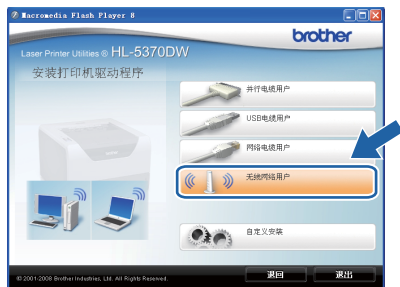 Macromedia Flash Player 8
brother
Laser Printer Utilities ® HL-5370DW
安装打印机驱动程序
并行电缆用户
USB电缆用户
网络电缆用户
无线网络用户
自定义安装
© 2001-2008 Brother Industries, Ltd. All Rights Reserved.
退回
退出